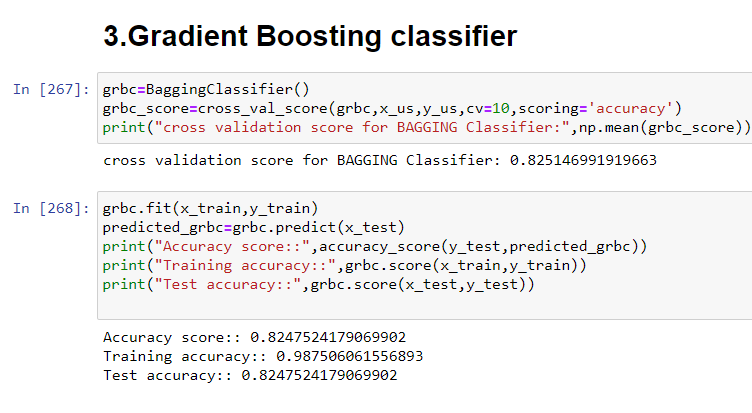 3.Gradient Boosting classifier
In [267]: grbc=BaggingClassifier()
grbc_score=cross_val_score(grbc,x_us,y_us,cv=10,scoring='accuracy')
print("cross validation score for BAGGING Classifier:",np.mean(grbc_score))
cross validation score for BAGGING Classifier: 0.825146991919663
In [268]: grbc.fit(x_train,y_train)
predicted_grbc=grbc.predict(x_test)
print("Accuracy score::",accuracy_score(y_test,predicted_grbc))
print("Training accuracy::",grbc.score(x_train,y_train))
print("Test accuracy::",grbc.score(x_test,y_test))
Accuracy score:: 0.8247524179069902
Training accuracy:: 0.987506061556893
Test accuracy:: 0.8247524179069902